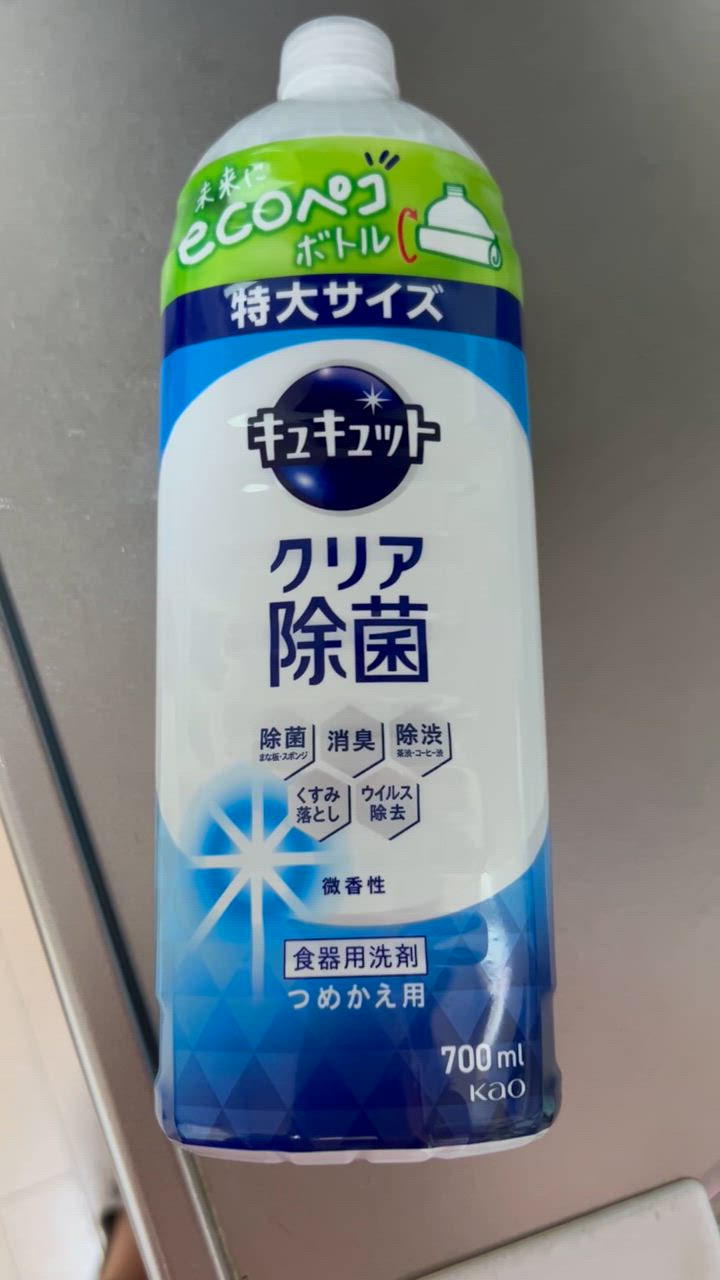 未来に
ecoペコ
ボトル
特大サイズ
キュキュット
クリア
除菌
除菌
まな板・スポンジ
消臭
除渋
茶渋・コーヒー渋
くすみ
落とし
ウイルス
除去
微香性
食器用洗剤
つめかえ用
700 ml
Kao